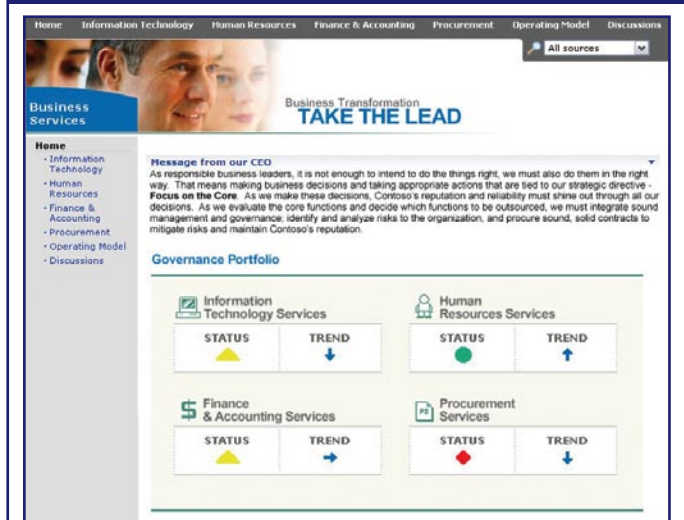 Home Information Technology Human Resources Finance & Accounting Procurement Operating Model Discussions
All sources
Business
Services
Business Transformation
TAKE THE LEAD
Home
· Information
Technology
· Human
Resources
· Finance &
Accounting
· Procurement
· Operating Model
· Discussions
Message from our CEO
As responsible business leaders, it is not enough to intend to do the things right, we must also do them in the right
way. That means making business decisions and taking appropriate actions that are tied to our strategic directive -
Focus on the Core. As we make these decisions, Contoso's reputation and reliability must shine out through all our
decisions. As we evaluate the core functions and decide which functions to be outsourced, we must integrate sound
management and governance; identify and analyze risks to the organization, and procure sound, solid contracts to
mitigate risks and maintain Contoso's reputation.
Governance Portfolio
Information
Technology Services
STATUS TREND
Human
Resources Services
STATUS TREND
$ Finance
& Accounting Services
STATUS TREND
Procurement
Services
STATUS TREND